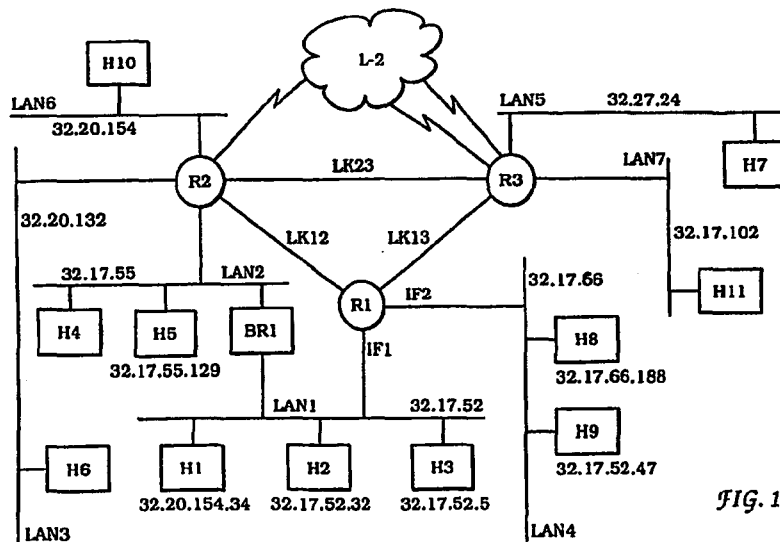 H10
L-2
LAN6
LAN5
32.27.24
32.20.154
LK23
LAN7
R2
R3
H7
32.20.132
LK12
LK13
32.17.102
32.17.55
LAN2
32.17.66
R1
IF2
H11
H4
H5
BR1
H8
32.17.55.129
IF1
32.17.66.188
LAN1
32.17.52
H6
H1
H2
H3
H9
32.20.154.34
32.17.52.32
32.17.52.5
32.17.52.47
FIG. 1
LAN3
LAN4